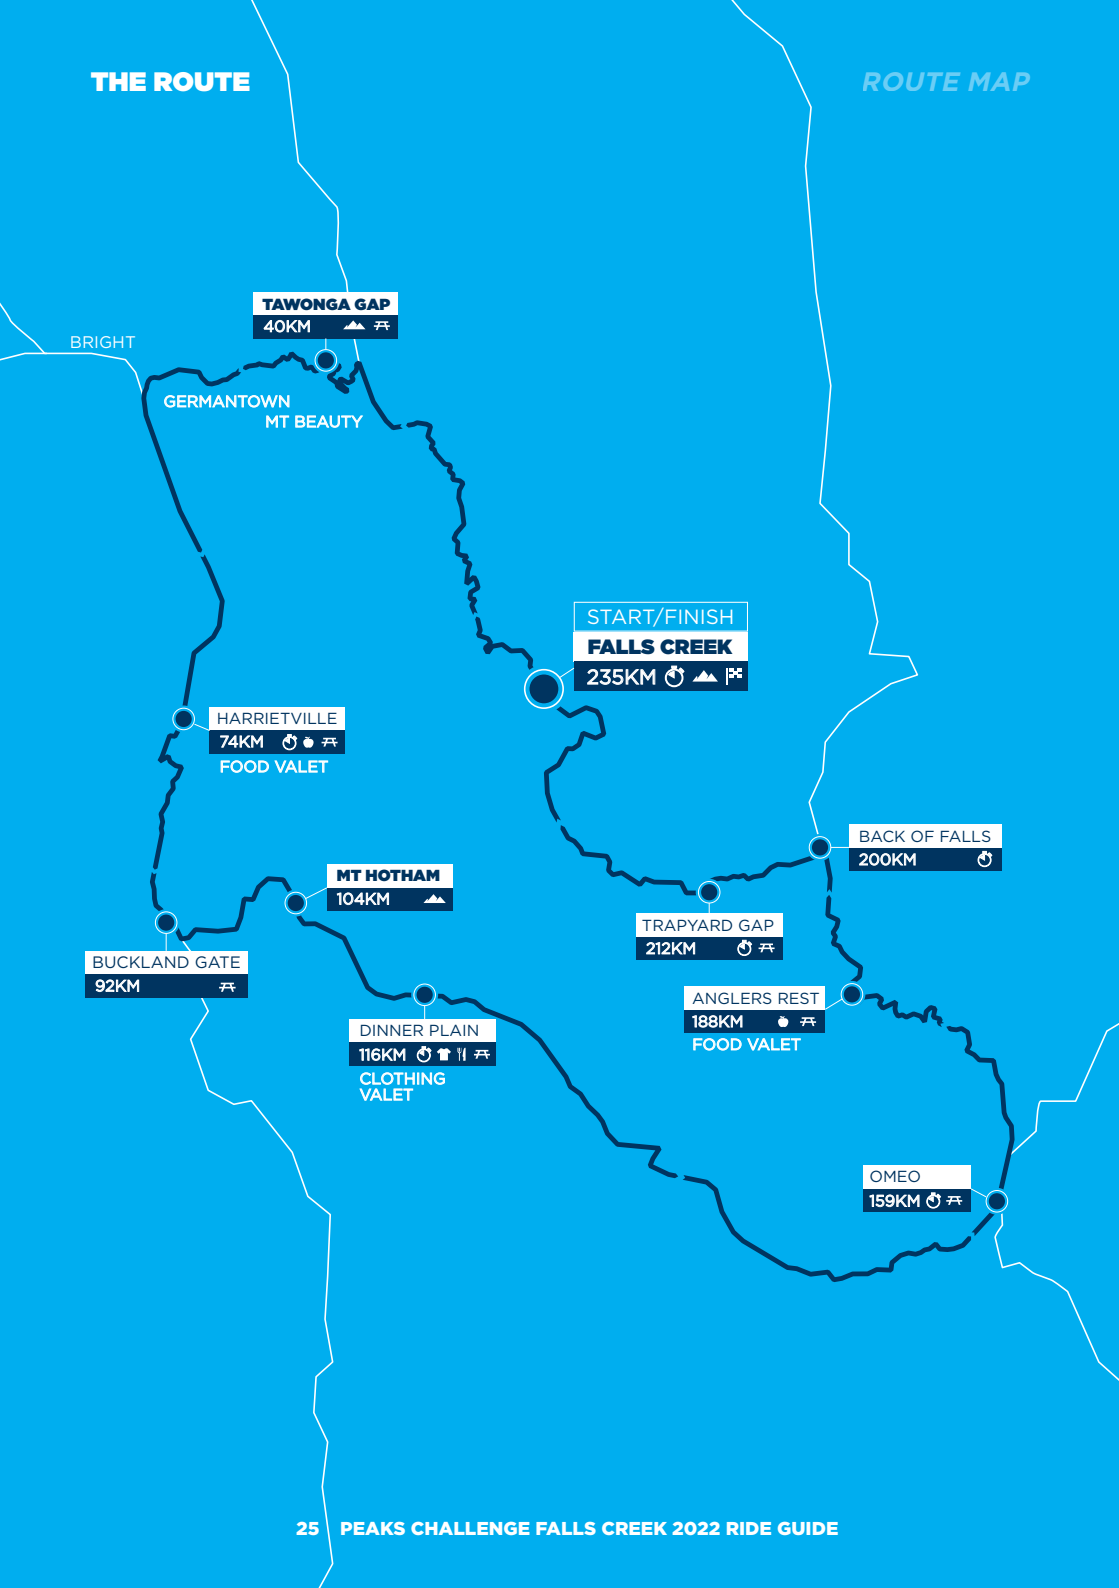 THE ROUTE
ROUTE MAP
TAWONGA GAP
40KM
BRIGHT
GERMANTOWN
MT BEAUTY
START/FINISH
FALLS CREEK
235KM
HARRIETVILLE
74KM
FOOD VALET
BACK OF FALLS
200KM
MT HOTHAM
104KM
TRAPYARD GAP
212KM
BUCKLAND GATE
92KM
ANGLERS REST
188KM
FOOD VALET
DINNER PLAIN
116KM
CLOTHING
VALET
OMEO
159KM
25 PEAKS CHALLENGE FALLS CREEK 2022 RIDE GUIDE